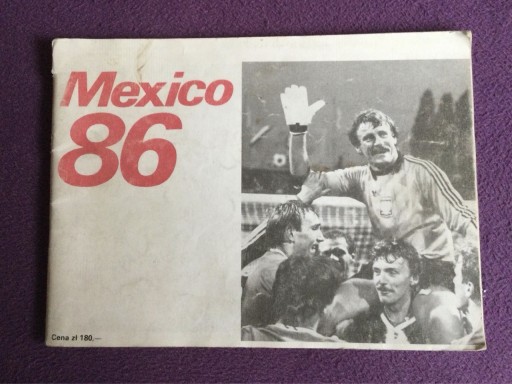 Mexico
86
Cena zł 180,—